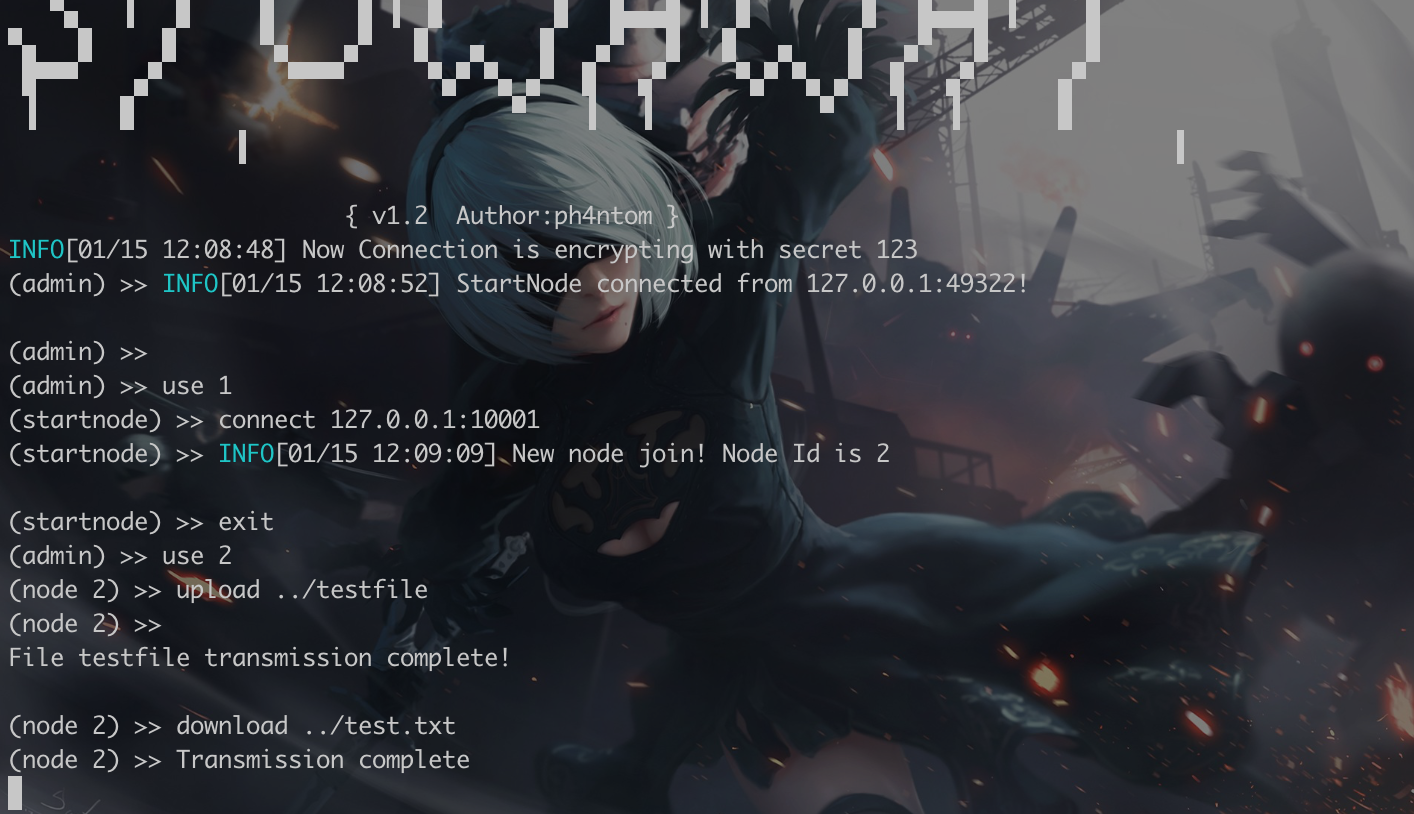 { v1.2  Author:ph4ntom }
INFO[01/15 12:08:48] Now Connection is encrypting with secret 123
(admin) >> INFO[01/15 12:08:52] StartNode connected from 127.0.0.1:49322!
(admin) >>
(admin) >> use 1
(startnode) >> connect 127.0.0.1:10001
(startnode) >> INFO[01/15 12:09:09] New node join! Node Id is 2
(startnode) >> exit
(admin) >> use 2
(node 2) >> upload ../testfile
(node 2) >>
File testfile transmission complete!
(node 2) >> download ../test.txt
(node 2) >> Transmission complete